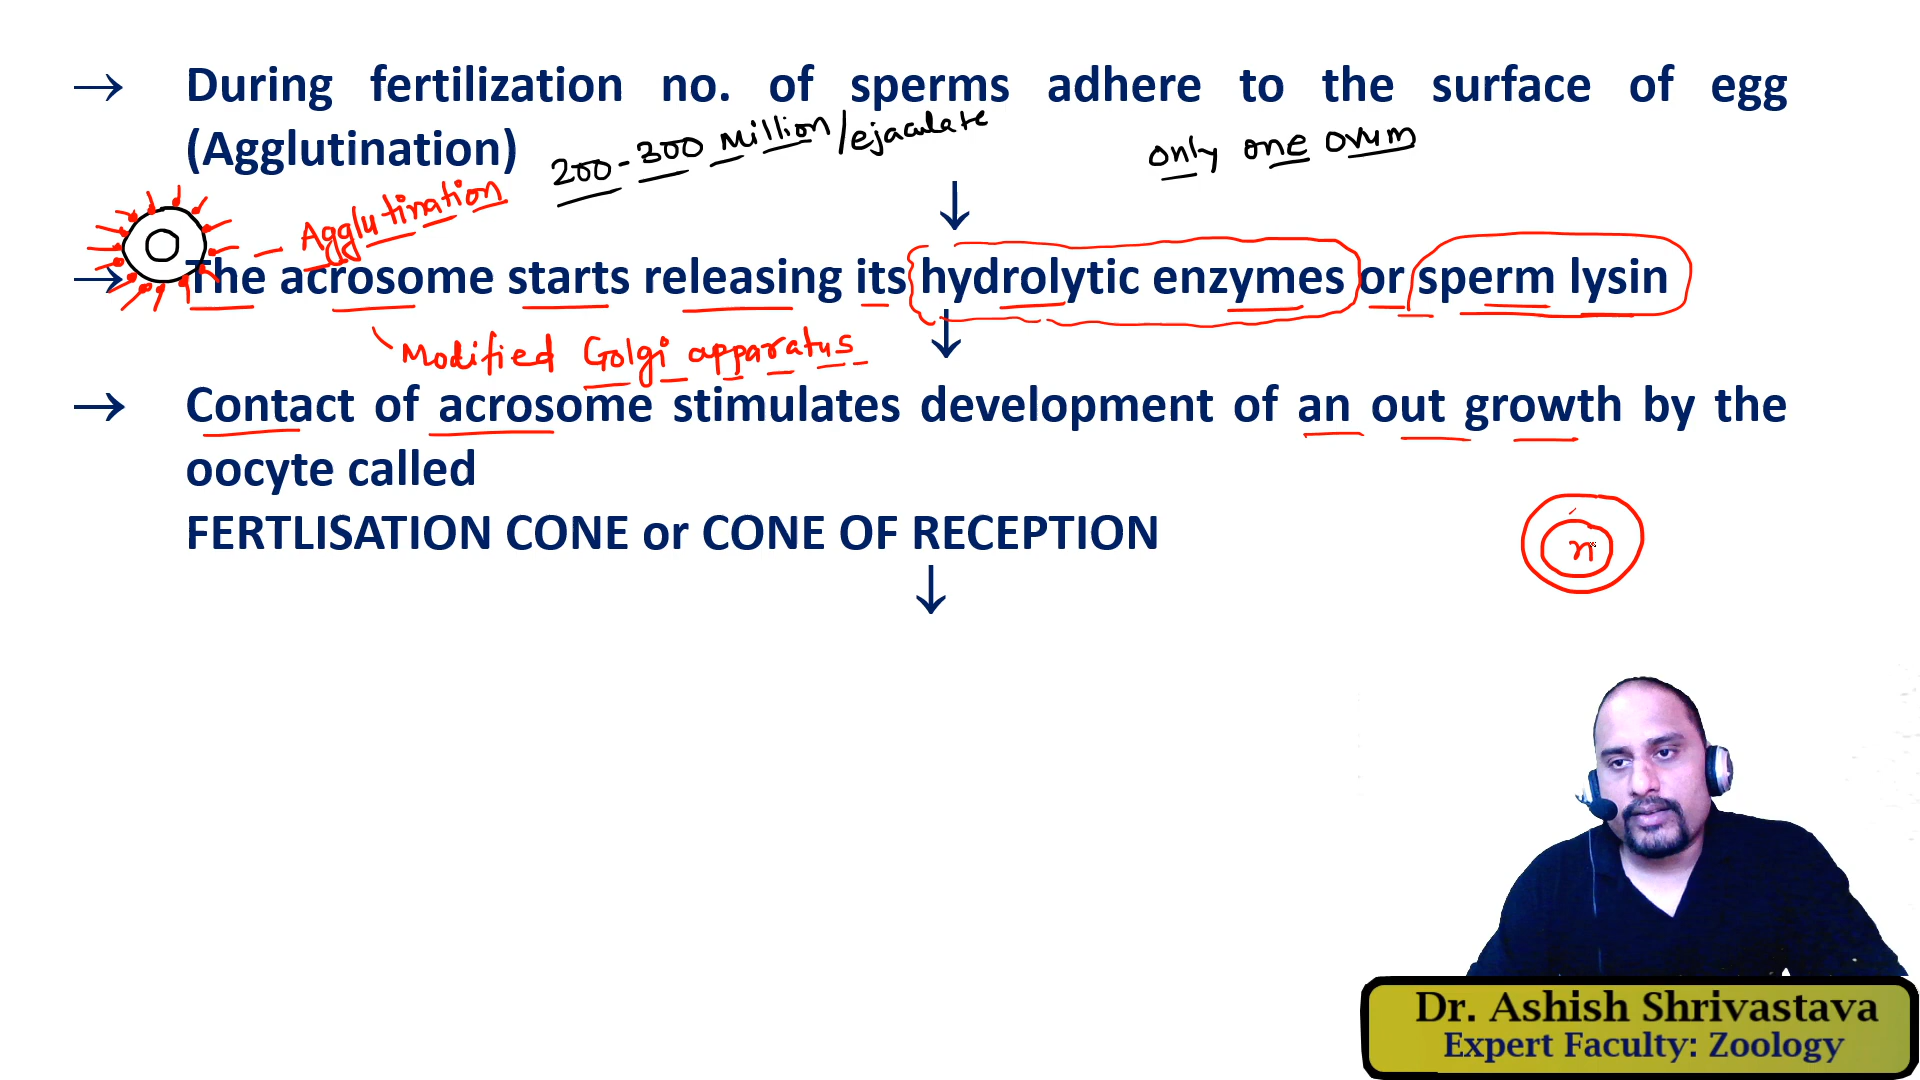 → During fertilization no. of sperms adhere to the surface of egg
(Agglutination)
200-300 Million/ejaculate
only one ovum
↓
- Agglutination
→ The acrosome starts releasing its hydrolytic enzymes or sperm lysin
↓
Modified Golgi apparatus
→ Contact of acrosome stimulates development of an out growth by the
oocyte called
FERTLISATION CONE or CONE OF RECEPTION
n
↓
Dr. Ashish Shrivastava
Expert Faculty: Zoology